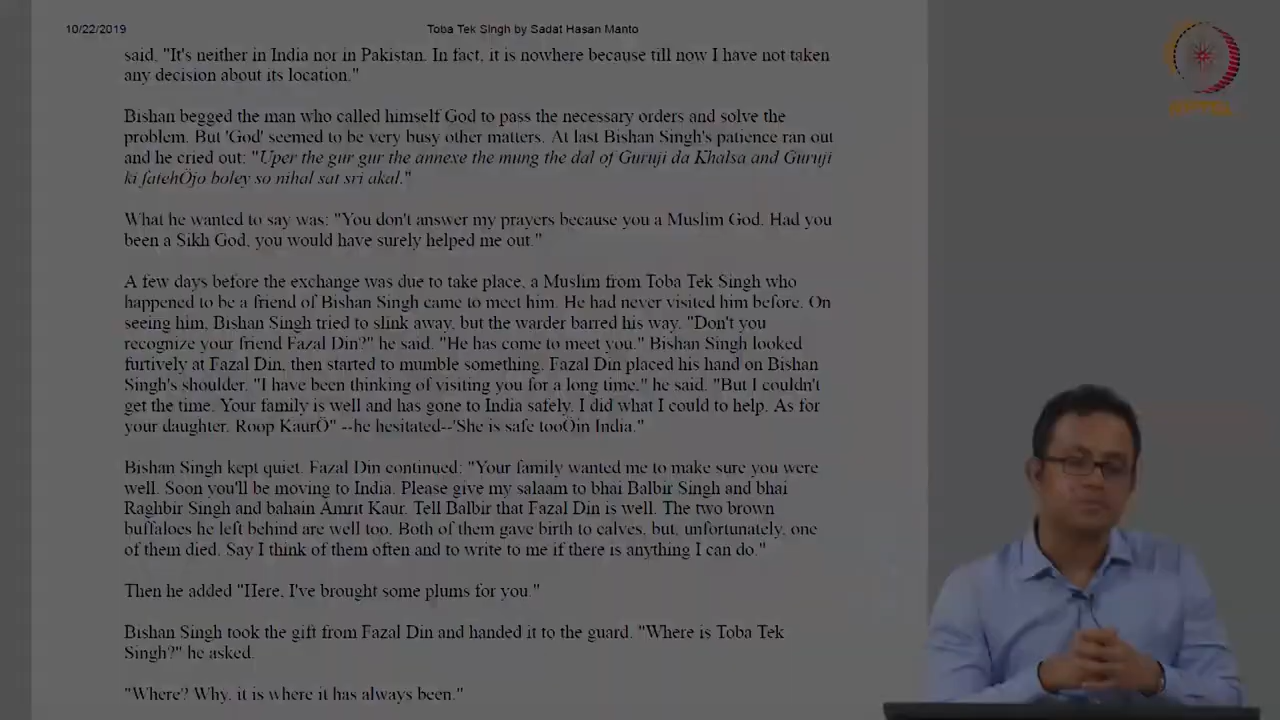 10/22/2019
Toba Tek Singh by Sadat Hasan Manto
said, "It's neither in India nor in Pakistan. In fact, it is nowhere because till now I have not taken
any decision about its location."
Bishan begged the man who called himself God to pass the necessary orders and solve the
problem. But 'God' seemed to be very busy other matters. At last Bishan Singh's patience ran out
and he cried out: "Uper the gur gur the annexe the mung the dal of Guruji da Khalsa and Guruji
ki fatehÖjo boley so nihal sat sri akal."
What he wanted to say was: "You don't answer my prayers because you a Muslim God. Had you
been a Sikh God, you would have surely helped me out."
A few days before the exchange was due to take place, a Muslim from Toba Tek Singh who
happened to be a friend of Bishan Singh came to meet him. He had never visited him before. On
seeing him, Bishan Singh tried to slink away, but the warder barred his way. "Don't you
recognize your friend Fazal Din?" he said. "He has come to meet you." Bishan Singh looked
furtively at Fazal Din, then started to mumble something. Fazal Din placed his hand on Bishan
Singh's shoulder. "I have been thinking of visiting you for a long time," he said. "But I couldn't
get the time. Your family is well and has gone to India safely. I did what I could to help. As for
your daughter, Roop KaurÖ" --he hesitated--'She is safe tooÖin India."
Bishan Singh kept quiet. Fazal Din continued: "Your family wanted me to make sure you were
well. Soon you'll be moving to India. Please give my salaam to bhai Balbir Singh and bhai
Raghbir Singh and bahain Amrit Kaur. Tell Balbir that Fazal Din is well. The two brown
buffaloes he left behind are well too. Both of them gave birth to calves, but, unfortunately, one
of them died. Say I think of them often and to write to me if there is anything I can do."
Then he added "Here, I've brought some plums for you."
Bishan Singh took the gift from Fazal Din and handed it to the guard. "Where is Toba Tek
Singh?" he asked.
"Where? Why, it is where it has always been."